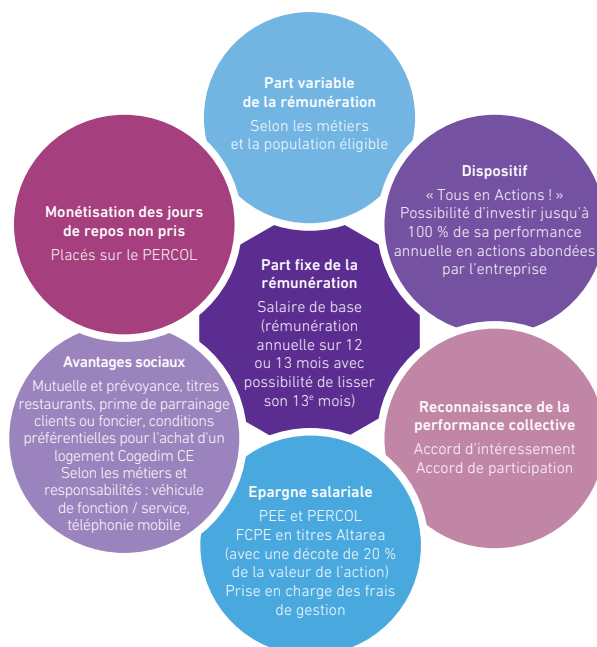 Part variable
de la rémunération
Selon les métiers
et la population éligible
Dispositif
« Tous en Actions ! »
Possibilité d'investir jusqu'à
100 % de sa performance
annuelle en actions abondées
par l'entreprise
Monétisation des jours
de repos non pris
Placés sur le PERCOL
Part fixe de la
rémunération
Salaire de base
(rémunération
annuelle sur 12
ou 13 mois avec
possibilité de lisser
son 13e mois)
Avantages sociaux
Mutuelle et prévoyance, titres
restaurants, prime de parrainage
clients ou foncier, conditions
préférentielles pour l'achat d'un
logement Cogedim CE
Selon les métiers et
responsabilités : véhicule
de fonction / service,
téléphonie mobile
Reconnaissance de la
performance collective
Accord d'intéressement
Accord de participation
Epargne salariale
PEE et PERCOL
FCPE en titres Altarea
(avec une décote de 20 %
de la valeur de l'action)
Prise en charge des frais
de gestion